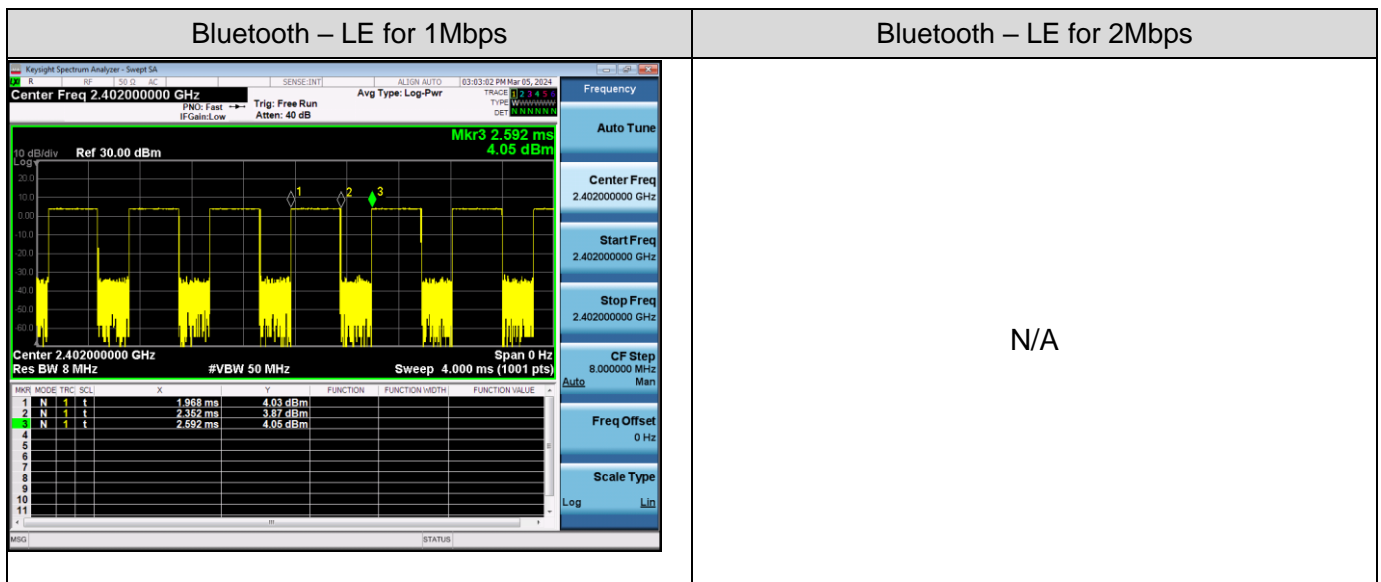 Bluetooth – LE for 1Mbps
Bluetooth – LE for 2Mbps
Keysight Spectrum Analyzer - Swept SA
R RF 50 Ω AC SENSE:INT ALIGN AUTO 03:03:02 PM Mar 05, 2024
Center Freq 2.402000000 GHz
PNO: Fast
IFGain:Low
Trig: Free Run
Atten: 40 dB
Avg Type: Log-Pwr
TRACE 1 2 3 4 5 6
TYPE WWWWWW
DET N N N N N N
Mkr3 2.592 ms
4.05 dBm
10 dB/div Ref 30.00 dBm
Log
20.0
10.0
0.00
-10.0
-20.0
-30.0
-40.0
-50.0
-60.0
1
2
3
Center 2.402000000 GHz Span 0 Hz
Res BW 8 MHz #VBW 50 MHz Sweep 4.000 ms (1001 pts)
MKR MODE TRC SCL X Y FUNCTION FUNCTION WIDTH FUNCTION VALUE
1 N 1 t 1.968 ms 4.03 dBm
2 N 1 t 2.352 ms 3.87 dBm
3 N 1 t 2.592 ms 4.05 dBm
4
5
6
7
8
9
10
11
MSG STATUS
Frequency
Auto Tune
Center Freq
2.402000000 GHz
Start Freq
2.402000000 GHz
Stop Freq
2.402000000 GHz
CF Step
8.000000 MHz
Auto Man
Freq Offset
0 Hz
Scale Type
Log Lin
N/A